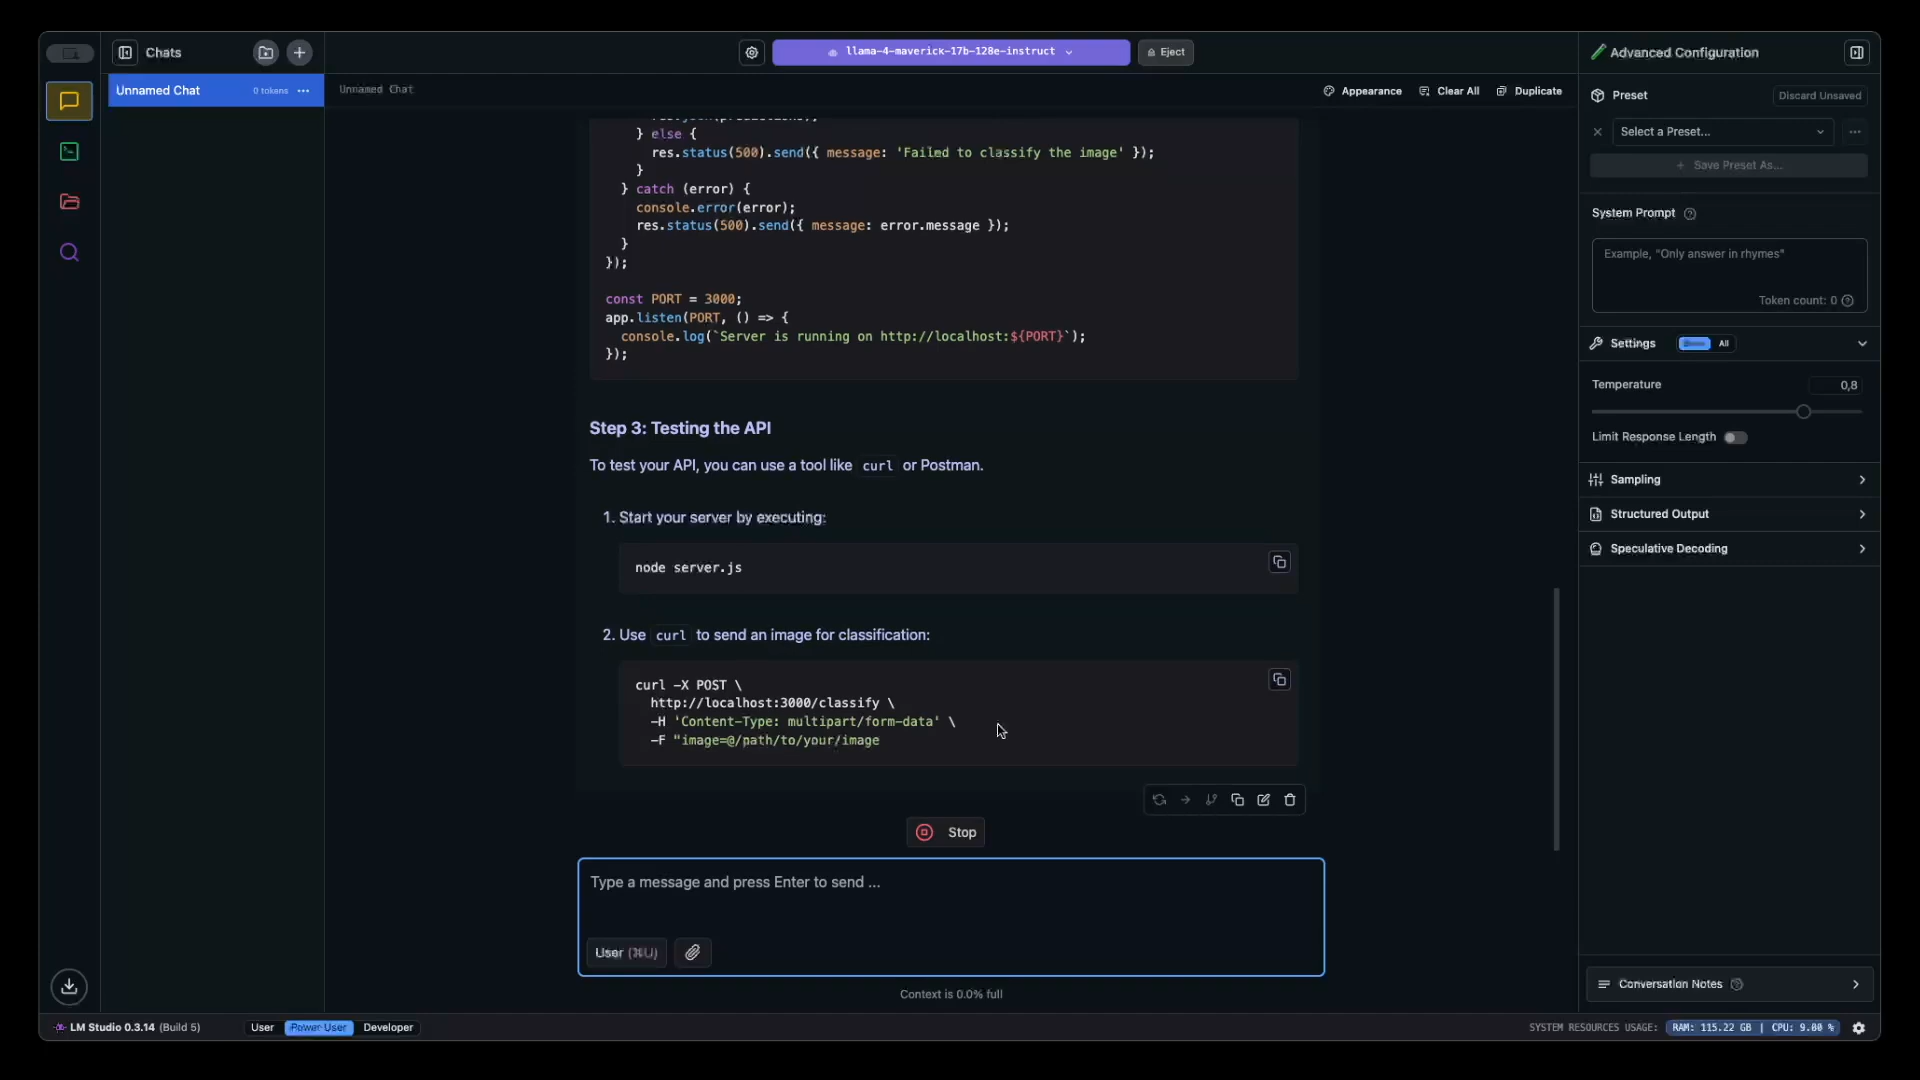 Chats
llama-4-maverick-17b-128e-instruct
Eject
Advanced Configuration
Unnamed Chat
0 tokens
Unnamed Chat
Appearance
Clear All
Duplicate
Preset
Discard Unsaved
Select a Preset...
+ Save Preset As...
} else {
res.status(500).send({ message: 'Failed to classify the image' });
}
} catch (error) {
console.error(error);
res.status(500).send({ message: error.message });
}
});
const PORT = 3000;
app.listen(PORT, () => {
console.log(`Server is running on http://localhost:${PORT}`);
});
System Prompt
Example, "Only answer in rhymes"
Token count: 0
Settings
All
Temperature
0,8
Limit Response Length
Sampling
Structured Output
Speculative Decoding
Step 3: Testing the API
To test your API, you can use a tool like curl or Postman.
1. Start your server by executing:
node server.js
2. Use curl to send an image for classification:
curl -X POST \
http://localhost:3000/classify \
-H 'Content-Type: multipart/form-data' \
-F "image=@/path/to/your/image
Stop
Type a message and press Enter to send ...
User (⌘U)
Context is 0.0% full
Conversation Notes
LM Studio 0.3.14 (Build 5)
User
Power User
Developer
SYSTEM RESOURCES USAGE:
RAM: 115.22 GB | CPU: 9.00 %